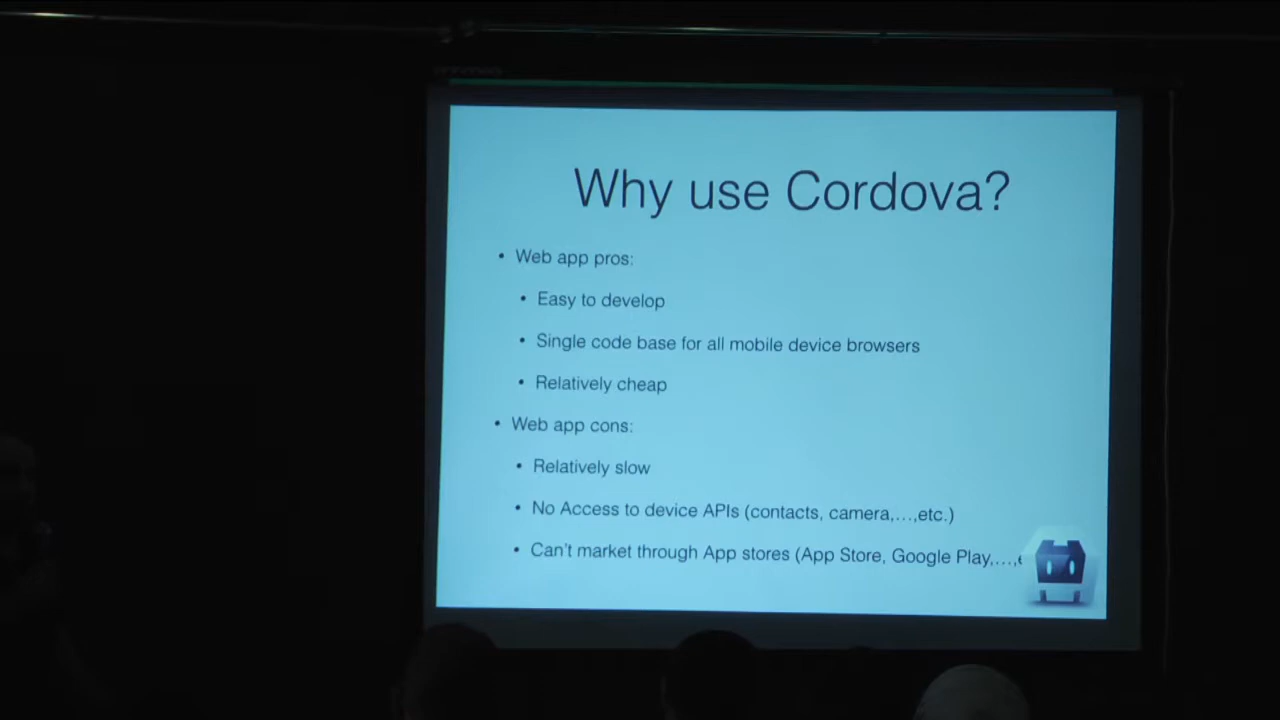 Why use Cordova?
• Web app pros:
• Easy to develop
• Single code base for all mobile device browsers
• Relatively cheap
• Web app cons:
• Relatively slow
• No Access to device APIs (contacts, camera,...,etc.)
• Can't market through App stores (App Store, Google Play,...,